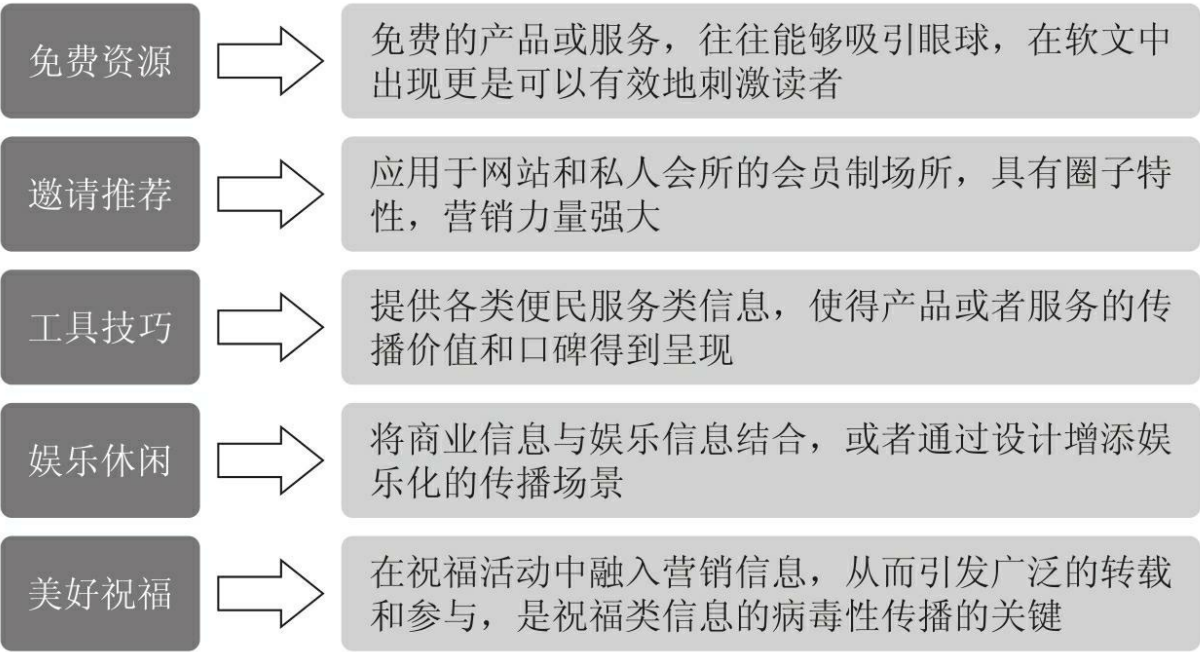 免费资源
免费的产品或服务，往往能够吸引眼球，在软文中
出现更是可以有效地刺激读者
邀请推荐
应用于网站和私人会所的会员制场所，具有圈子特
性，营销力量强大
工具技巧
提供各类便民服务类信息，使得产品或者服务的传
播价值和口碑得到呈现
娱乐休闲
将商业信息与娱乐信息结合，或者通过设计增添娱
乐化的传播场景
美好祝福
在祝福活动中融入营销信息，从而引发广泛的转载
和参与，是祝福类信息的病毒性传播的关键